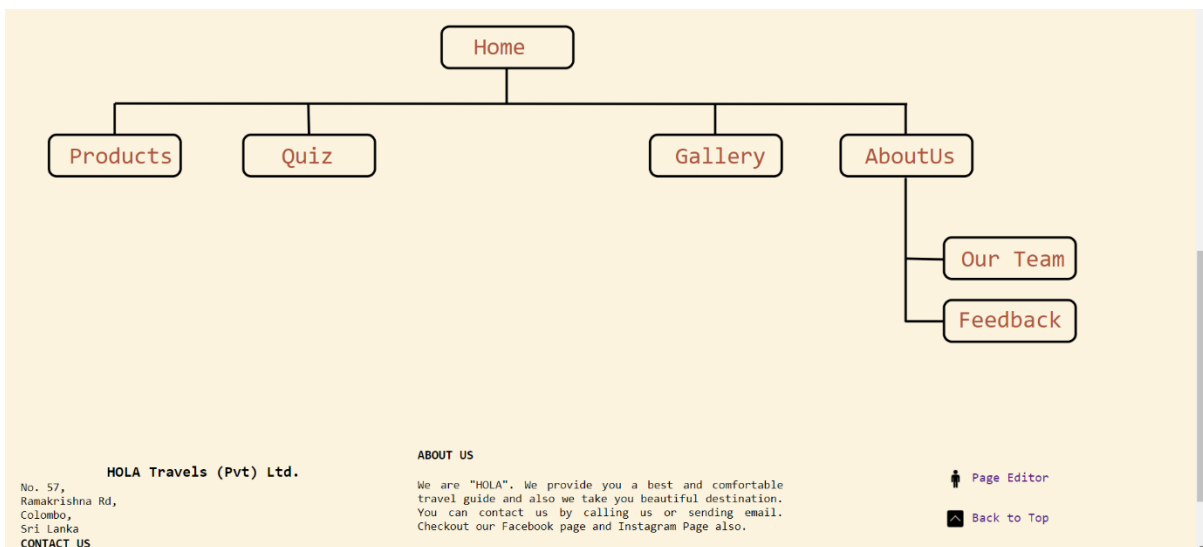 Home
Products
Quiz
Gallery
AboutUs
Our Team
Feedback
HOLA Travels (Pvt) Ltd.
No. 57,
Ramakrishna Rd,
Colombo,
Sri Lanka
CONTACT US
ABOUT US
We are "HOLA". We provide you a best and comfortable
travel guide and also we take you beautiful destination.
You can contact us by calling us or sending email.
Checkout our Facebook page and Instagram Page also.
Page Editor
Back to Top